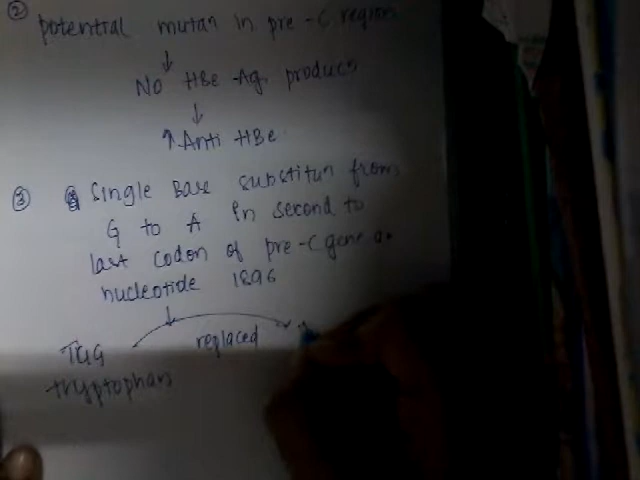 ② potential mutan in pre-C region
↓
No HBe-Ag. produce
↓
↑ Anti HBe
③ single Base substitun from
G to A in second to
last codon of pre-C gene
nucleotide 1896
↓
TGG replaced
tryptophan